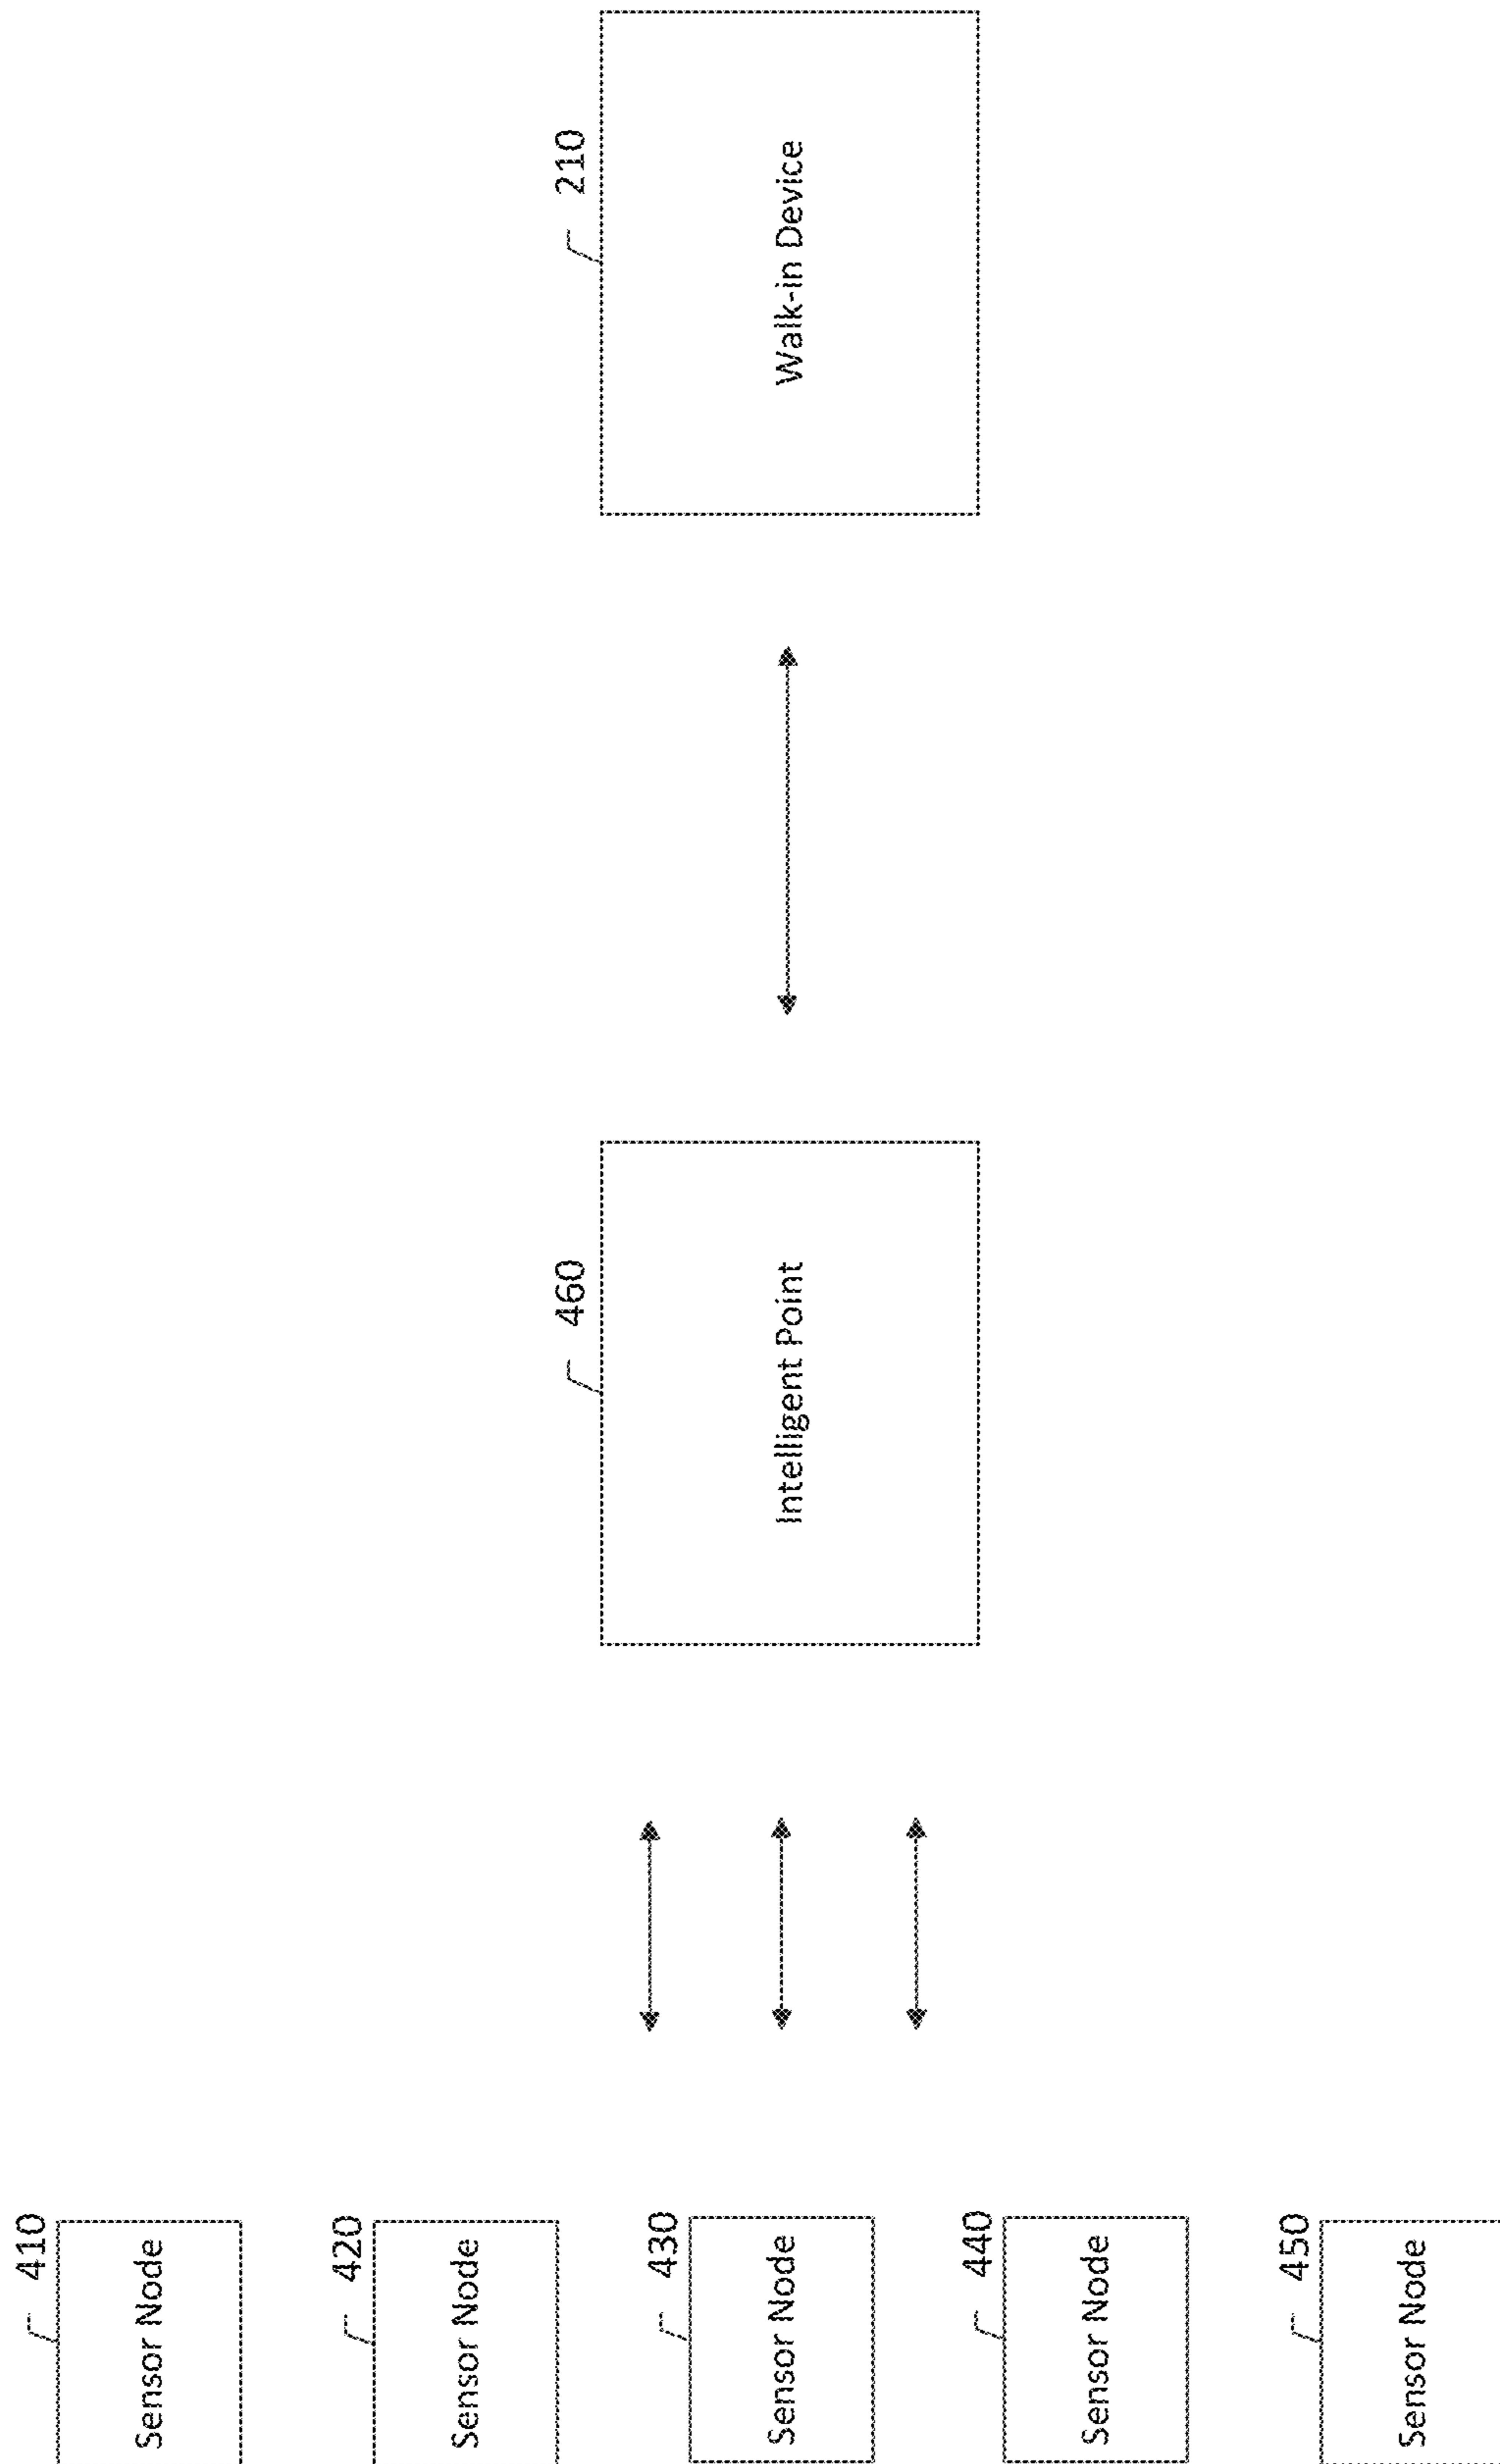 410
Sensor Node
420
Sensor Node
430
Sensor Node
440
Sensor Node
450
Sensor Node
460
Intelligent Point
210
Walk-in Device